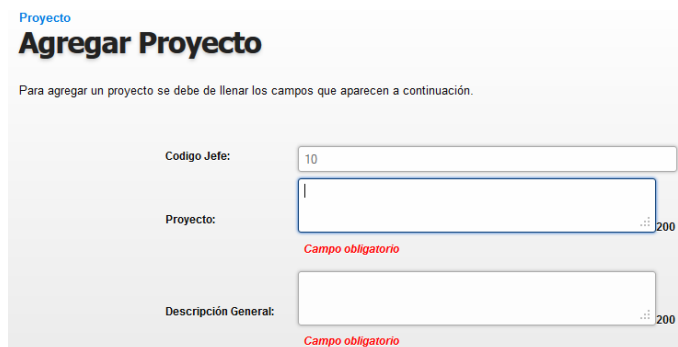 Proyecto
Agregar Proyecto
Para agregar un proyecto se debe de llenar los campos que aparecen a continuación.
Codigo Jefe: 10
Proyecto: 200
Campo obligatorio
Descripción General: 200
Campo obligatorio